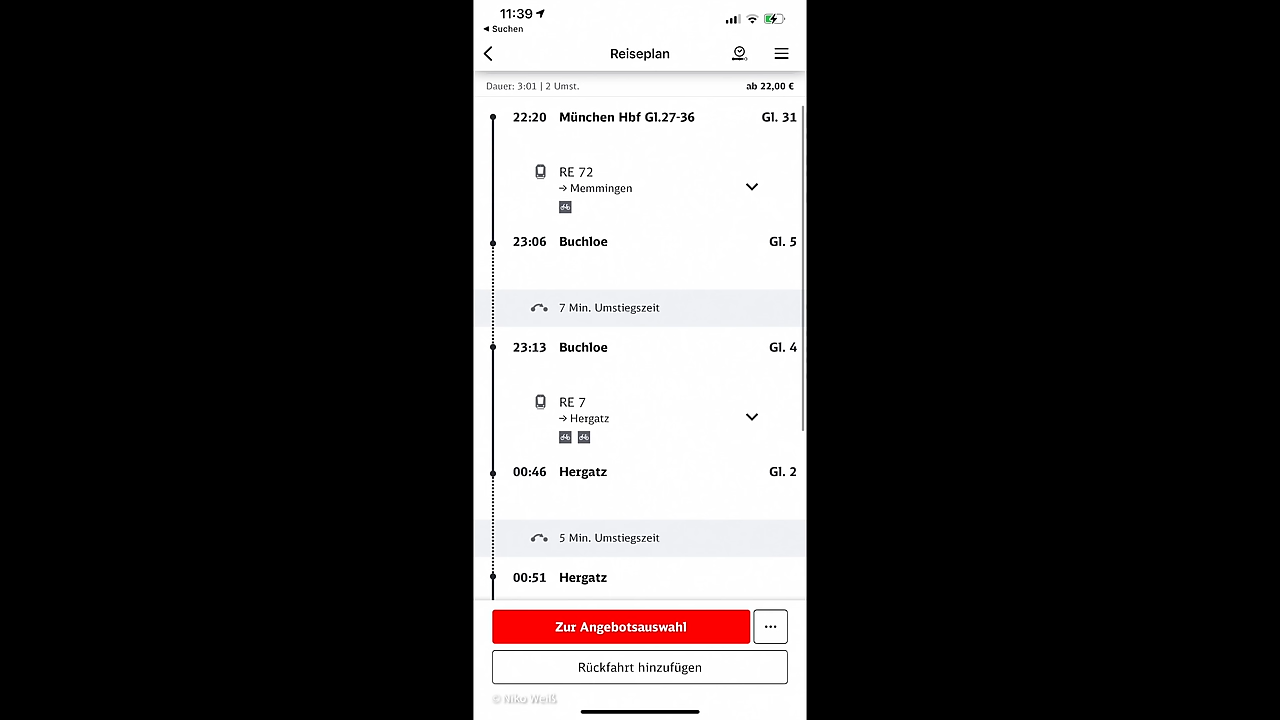 11:39
Suchen
Reiseplan
Dauer: 3:01 | 2 Umst. ab 22,00 €
22:20 München Hbf Gl.27-36 Gl. 31
RE 72
→ Memmingen
23:06 Buchloe Gl. 5
7 Min. Umstiegszeit
23:13 Buchloe Gl. 4
RE 7
→ Hergatz
00:46 Hergatz Gl. 2
5 Min. Umstiegszeit
00:51 Hergatz
Zur Angebotsauswahl
Rückfahrt hinzufügen
© Niko Weiß